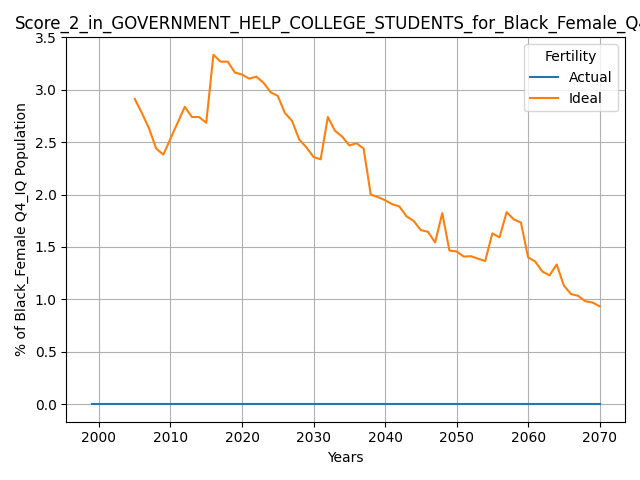 Score_2_in_GOVERNMENT_HELP_COLLEGE_STUDENTS_for_Black_Female_Q4
Fertility
Actual
Ideal
% of Black_Female Q4_IQ Population
3.5
3.0
2.5
2.0
1.5
1.0
0.5
0.0
2000 2010 2020 2030 2040 2050 2060 2070
Years